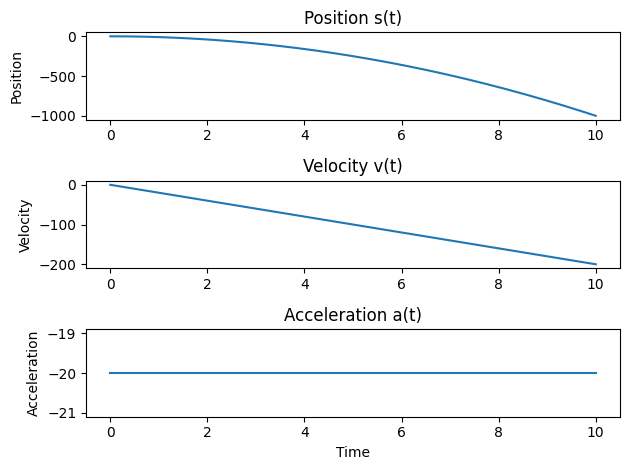 Position s(t)
Position
0
−500
−1000
0 2 4 6 8 10
Velocity v(t)
Velocity
0
−100
−200
0 2 4 6 8 10
Acceleration a(t)
Acceleration
−19
−20
−21
0 2 4 6 8 10
Time